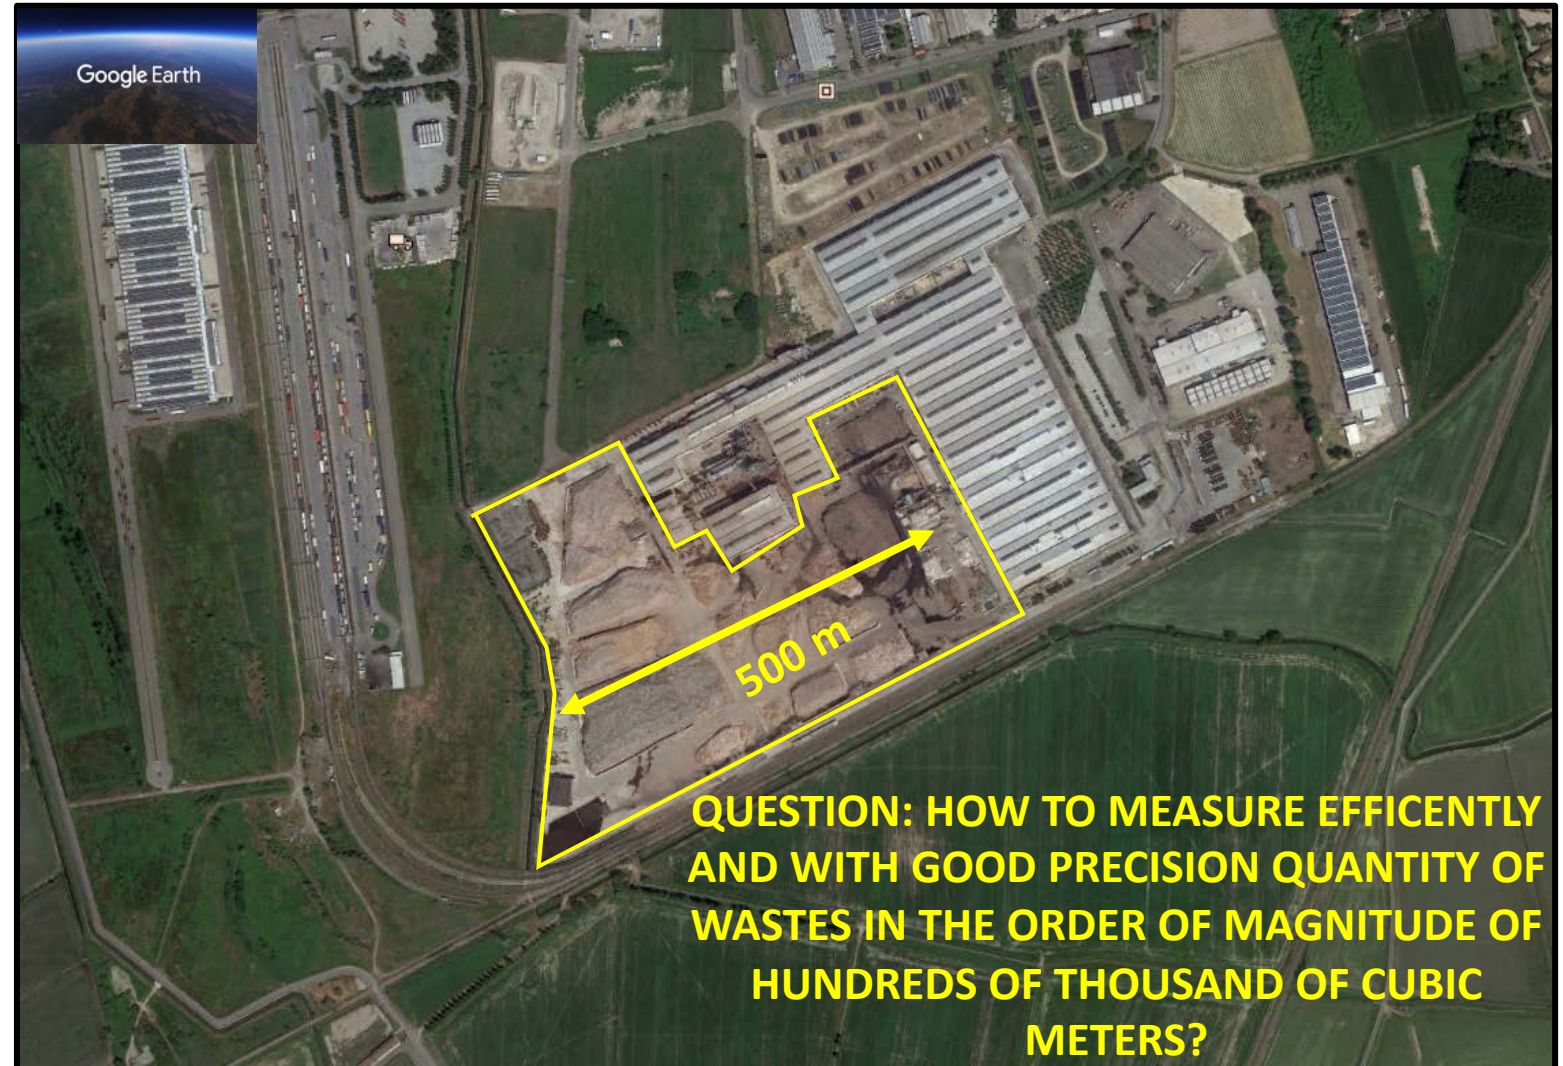 Google Earth
500 m
QUESTION: HOW TO MEASURE EFFICENTLY
AND WITH GOOD PRECISION QUANTITY OF
WASTES IN THE ORDER OF MAGNITUDE OF
HUNDREDS OF THOUSAND OF CUBIC
METERS?